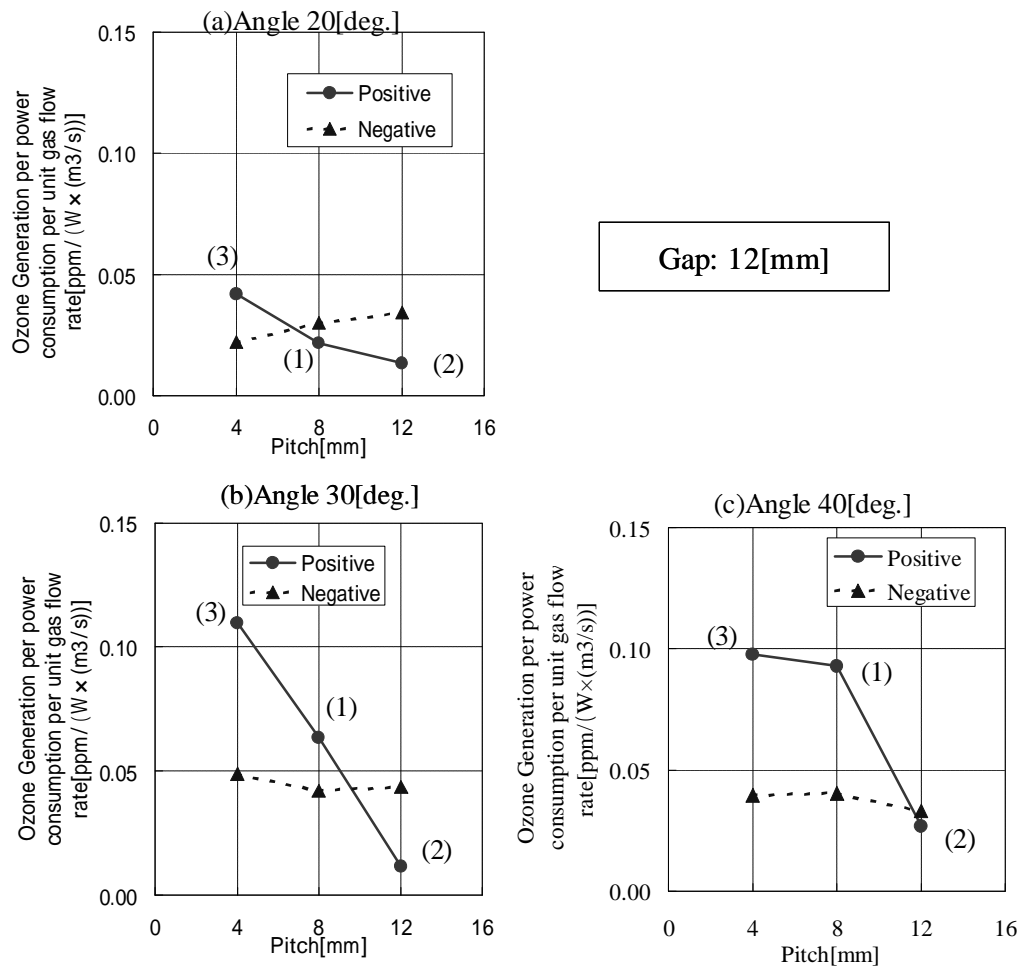 (a)Angle 20[deg.]
Ozone Generation per power
consumption per unit gas flow
rate[ppm/(W×(m3/s))]
0.15
0.10
0.05
0.00
Positive
Negative
(3)
(1)
(2)
0 4 8 12 16
Pitch[mm]
Gap: 12[mm]
(b)Angle 30[deg.]
Ozone Generation per power
consumption per unit gas flow
rate[ppm/(W×(m3/s))]
0.15
0.10
0.05
0.00
Positive
Negative
(3)
(1)
(2)
0 4 8 12 16
Pitch[mm]
(c)Angle 40[deg.]
Ozone Generation per power
consumption per unit gas flow
rate[ppm/(W×(m3/s))]
0.15
0.10
0.05
0.00
Positive
Negative
(3)
(1)
(2)
0 4 8 12 16
Pitch[mm]